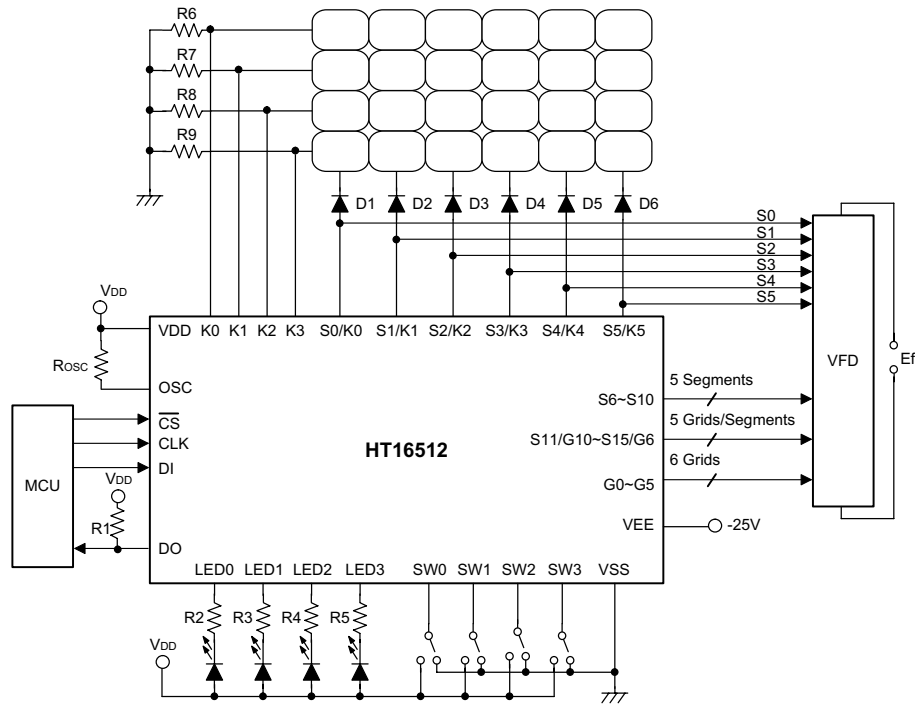 R6
R7
R8
R9
D1 D2 D3 D4 D5 D6
S0
S1
S2
S3
S4
S5
VDD
VDD K0 K1 K2 K3 S0/K0 S1/K1 S2/K2 S3/K3 S4/K4 S5/K5
ROSC
OSC
VFD
Ef
5 Segments
S6~S10
CS
5 Grids/Segments
CLK
S11/G10~S15/G6
HT16512
DI
6 Grids
MCU
VDD
G0~G5
R1
VEE
-25V
DO
LED0 LED1 LED2 LED3 SW0 SW1 SW2 SW3 VSS
R2 R3 R4 R5
VDD